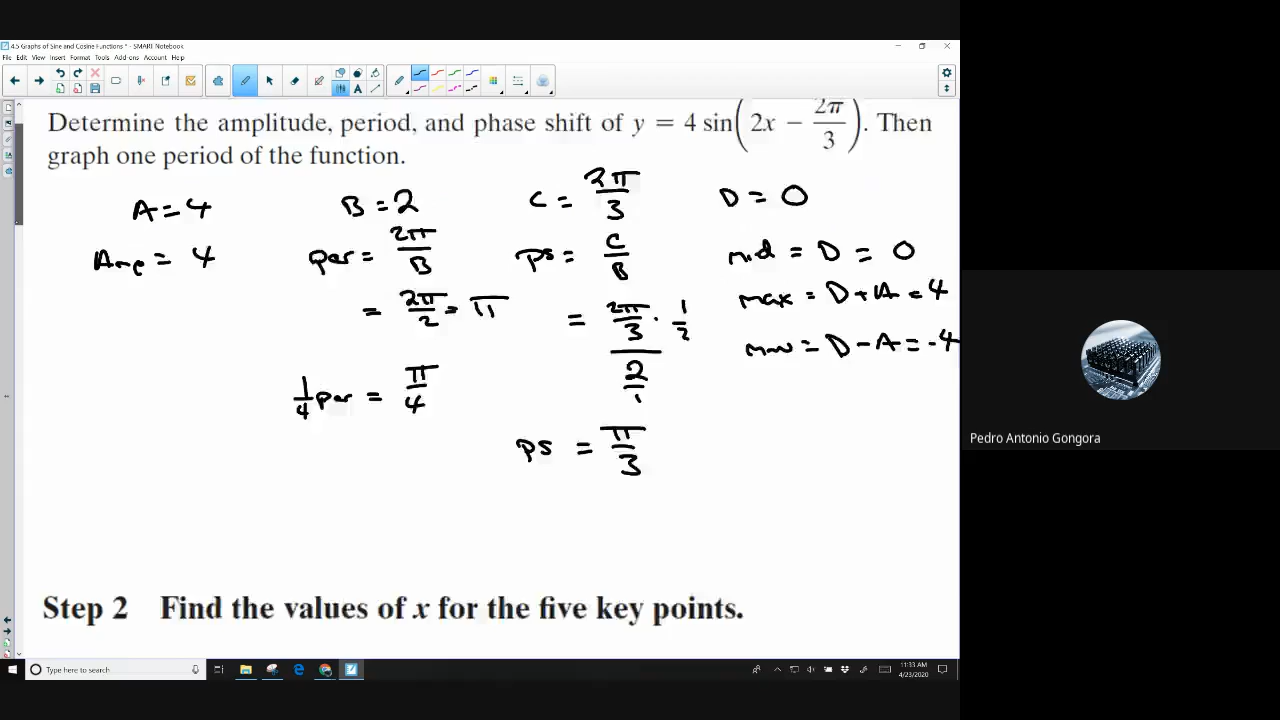 4.5 Graphs of Sine and Cosine Functions * - SMART Notebook
File Edit View Insert Format Tools Add-ons Account Help
Determine the amplitude, period, and phase shift of y = 4 sin(2x − 2π/3). Then
graph one period of the function.
A = 4 B = 2 C = 2π/3 D = 0
Amp = 4 per = 2π/B ps = C/B mid = D = 0
= 2π/2 = π = 2π/3 · 1/2 max = D + A = 4
2/1 min = D − A = -4
1/4 per = π/4
ps = π/3
Pedro Antonio Gongora
Step 2 Find the values of x for the five key points.
Type here to search
11:33 AM
4/23/2020